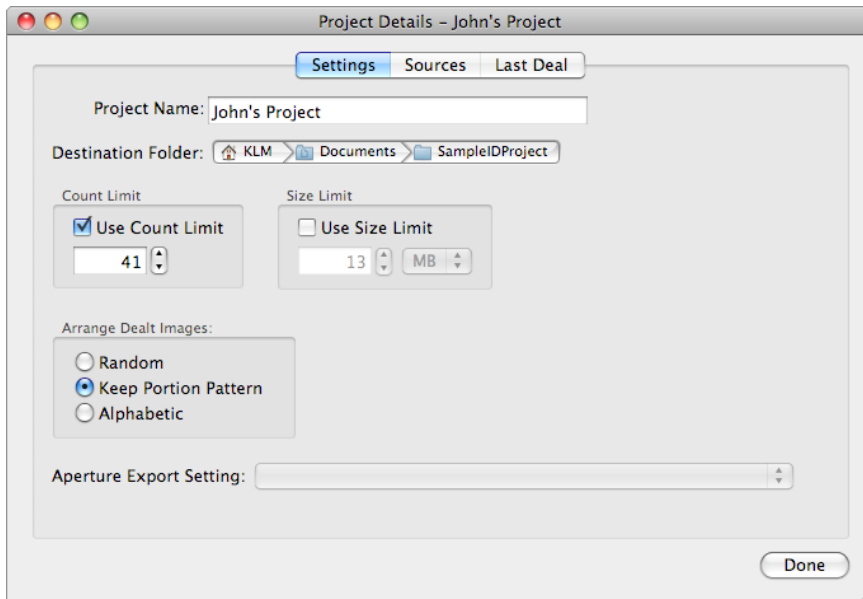 Project Details – John's Project
Settings Sources Last Deal
Project Name: John's Project
Destination Folder: KLM Documents SampleIDProject
Count Limit Size Limit
Use Count Limit Use Size Limit
41 13 MB
Arrange Dealt Images:
Random
Keep Portion Pattern
Alphabetic
Aperture Export Setting:
Done